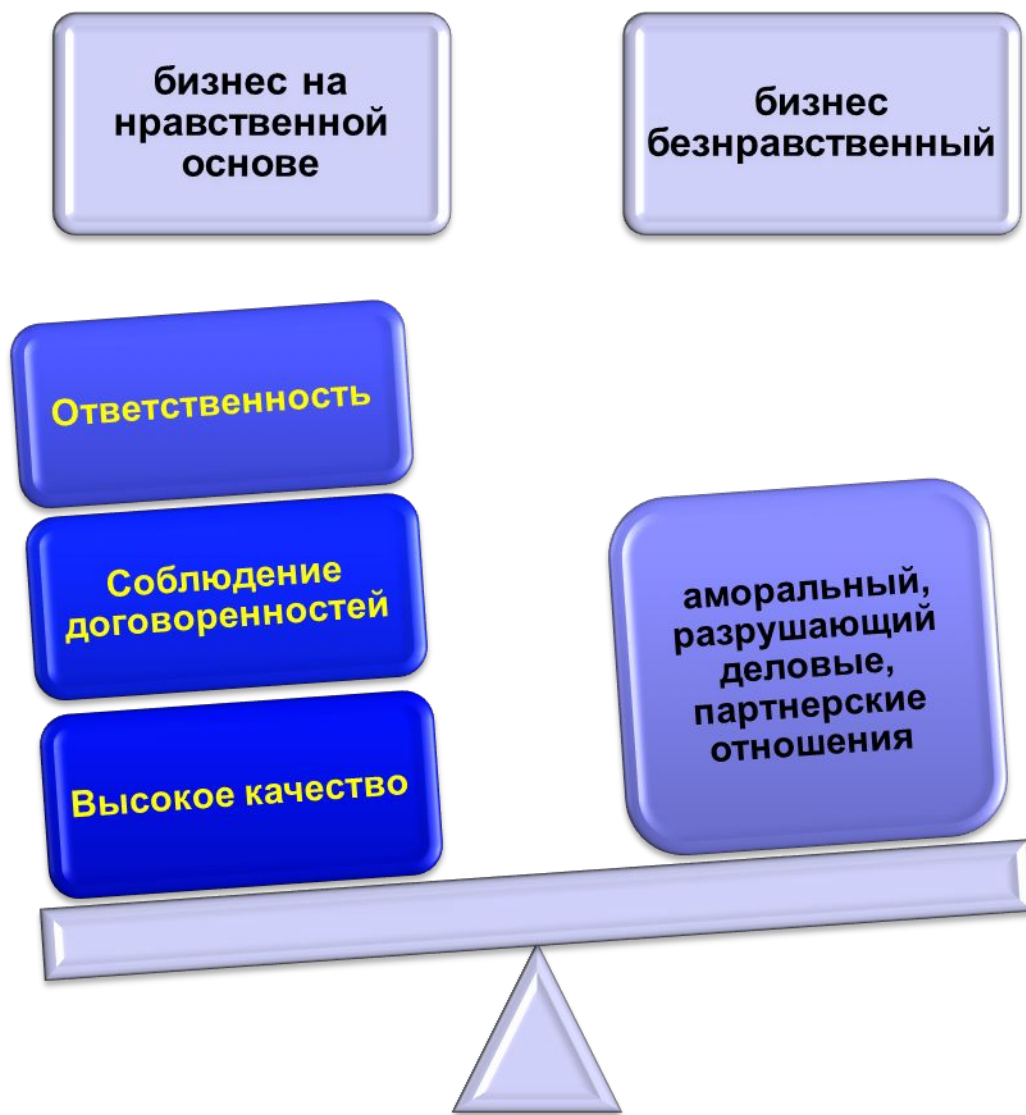 бизнес на
нравственной
основе
бизнес
безнравственный
Ответственность
Соблюдение
договоренностей
Высокое качество
аморальный,
разрушающий
деловые,
партнерские
отношения